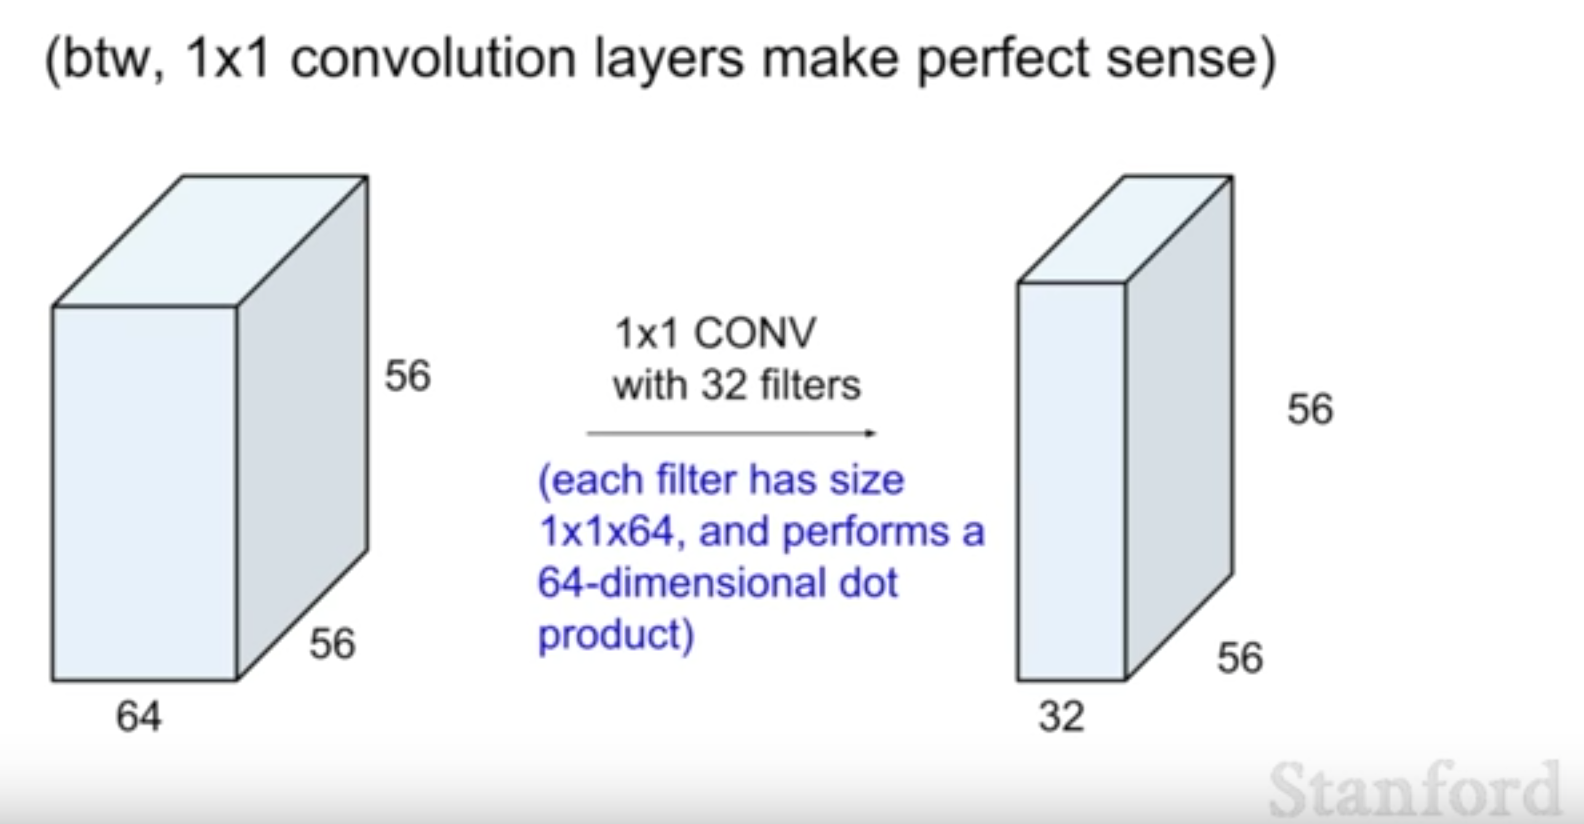 (btw, 1x1 convolution layers make perfect sense)
56
56
64
1x1 CONV
with 32 filters
(each filter has size
1x1x64, and performs a
64-dimensional dot
product)
56
56
32
Stanford